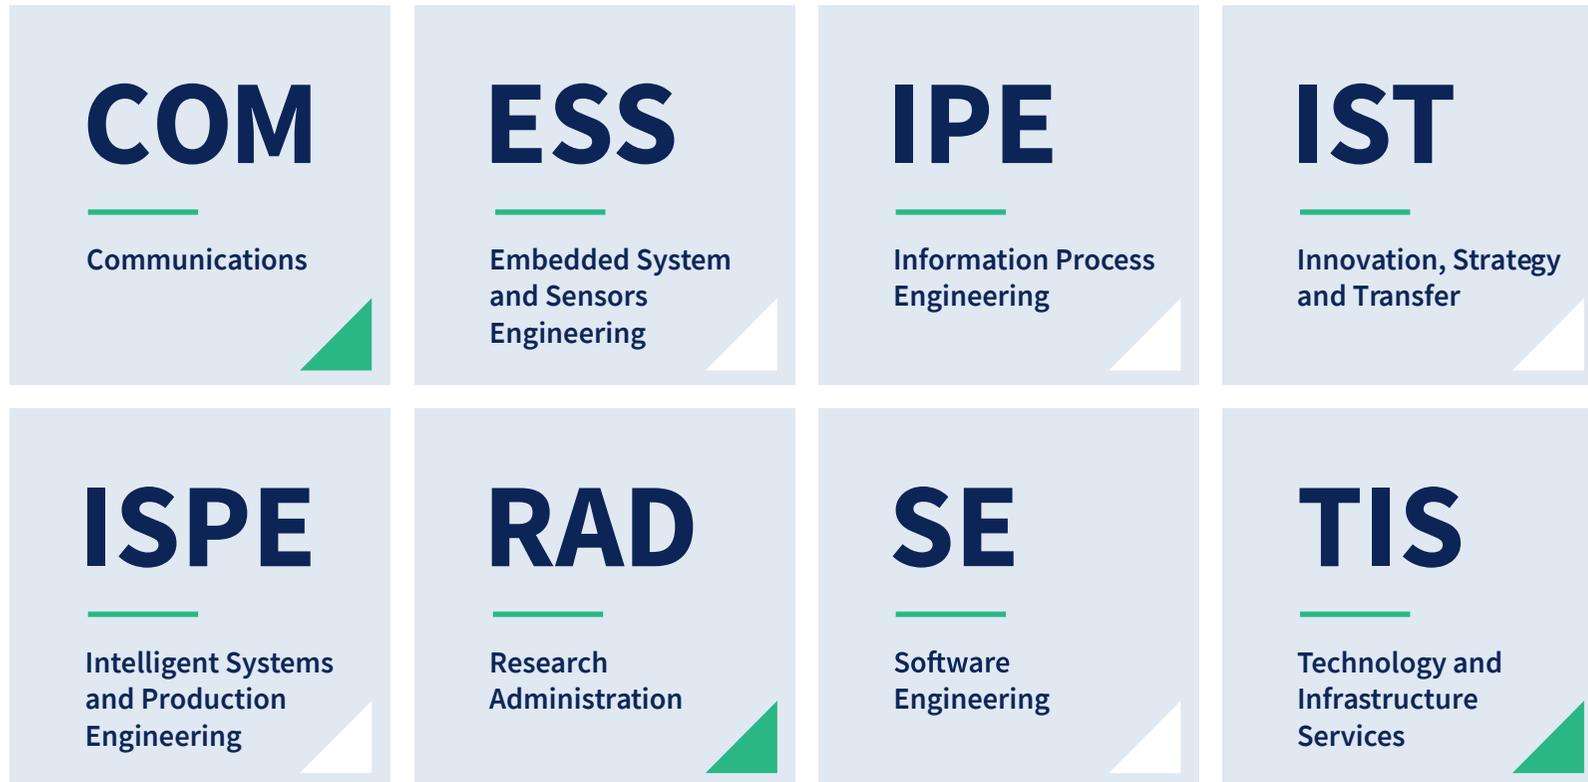 COM
Communications
ESS
Embedded System
and Sensors
Engineering
IPE
Information Process
Engineering
IST
Innovation, Strategy
and Transfer
ISPE
Intelligent Systems
and Production
Engineering
RAD
Research
Administration
SE
Software
Engineering
TIS
Technology and
Infrastructure
Services